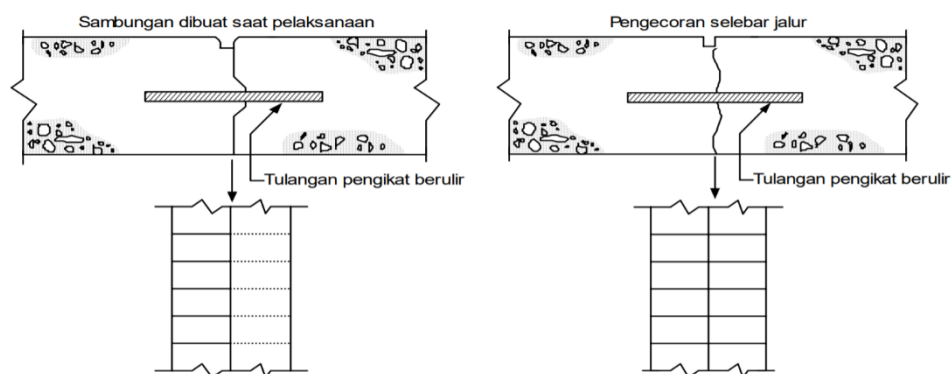 Sambungan dibuat saat pelaksanaan
Pengecoran selebar jalur
Tulangan pengikat berulir
Tulangan pengikat berulir